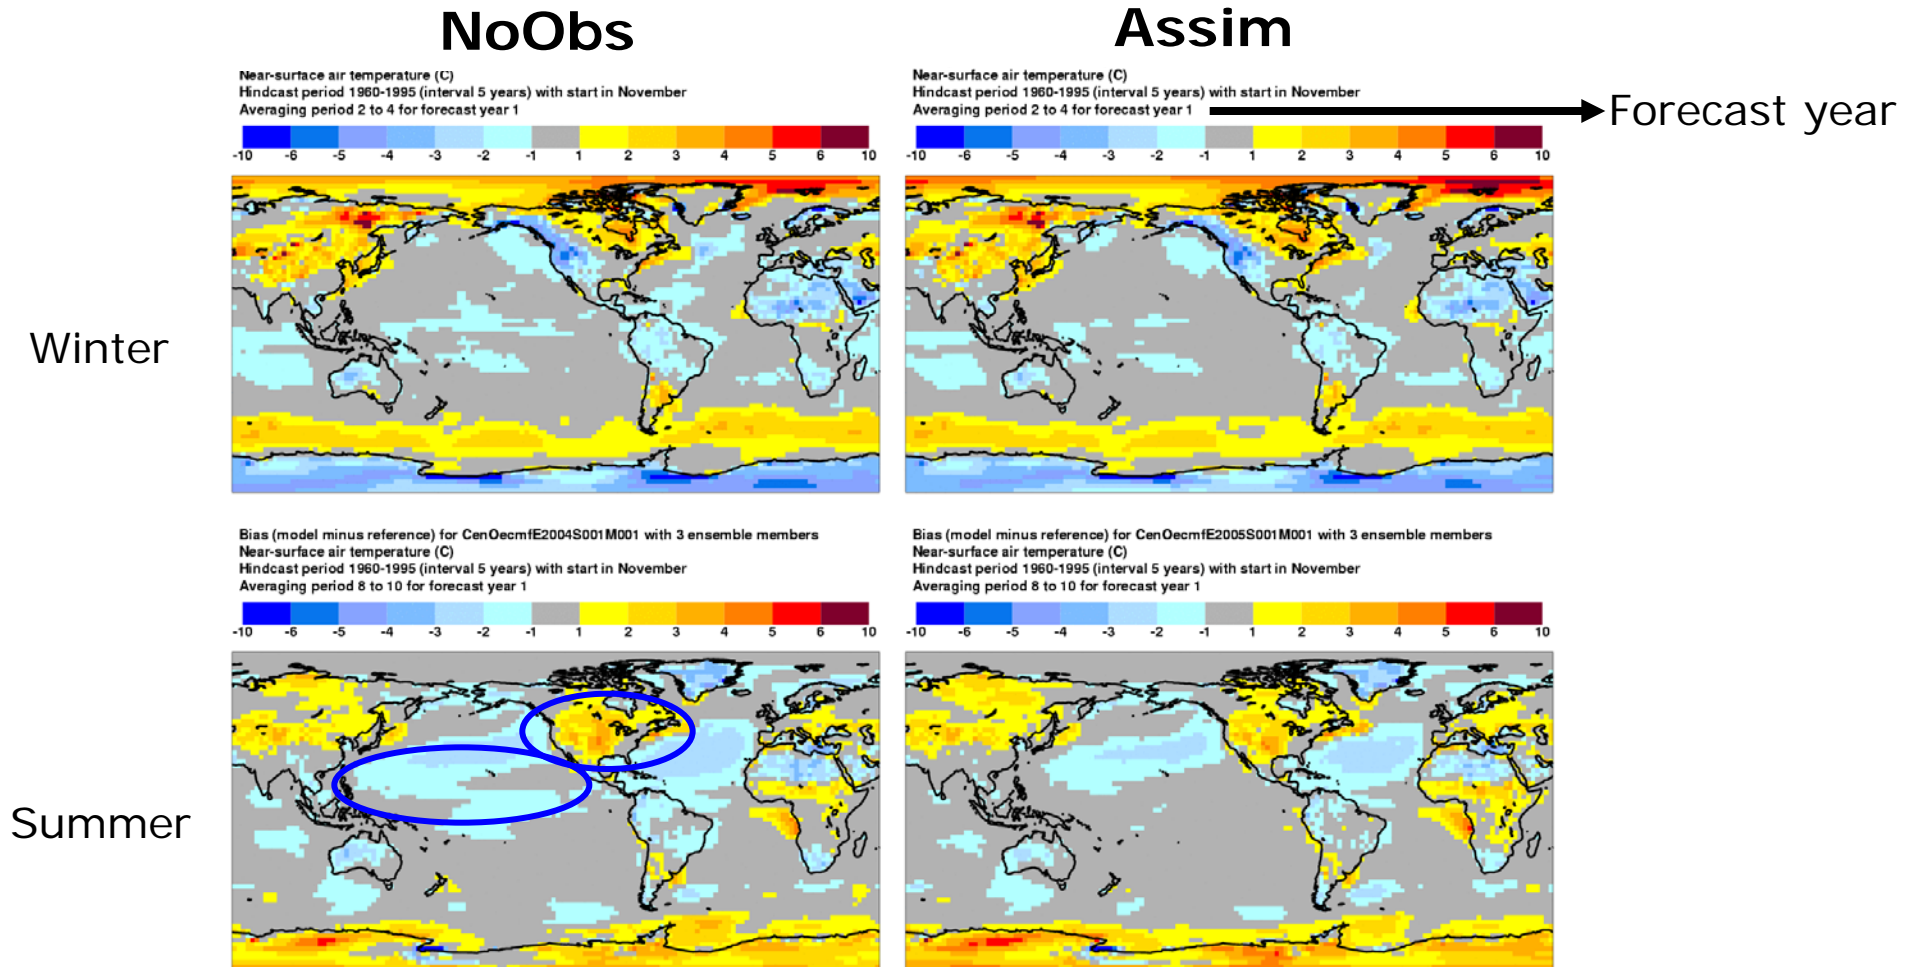 NoObs
Assim
Near-surface air temperature (C)
Hindcast period 1960-1995 (interval 5 years) with start in November
Averaging period 2 to 4 for forecast year 1
-10 -6 -5 -4 -3 -2 -1 1 2 3 4 5 6 10
Near-surface air temperature (C)
Hindcast period 1960-1995 (interval 5 years) with start in November
Averaging period 2 to 4 for forecast year 1
Forecast year
-10 -6 -5 -4 -3 -2 -1 1 2 3 4 5 6 10
Winter
Bias (model minus reference) for CenOecmfE2004S001M001 with 3 ensemble members
Near-surface air temperature (C)
Hindcast period 1960-1995 (interval 5 years) with start in November
Averaging period 8 to 10 for forecast year 1
-10 -6 -5 -4 -3 -2 -1 1 2 3 4 5 6 10
Bias (model minus reference) for CenOecmfE2005S001M001 with 3 ensemble members
Near-surface air temperature (C)
Hindcast period 1960-1995 (interval 5 years) with start in November
Averaging period 8 to 10 for forecast year 1
-10 -6 -5 -4 -3 -2 -1 1 2 3 4 5 6 10
Summer